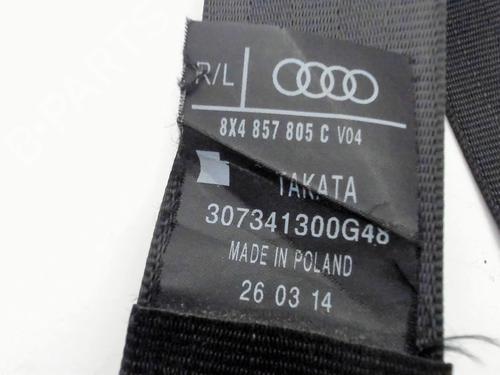 R/L
8X4 857 805 C V04
TAKATA
307341300G48
MADE IN POLAND
26 03 14